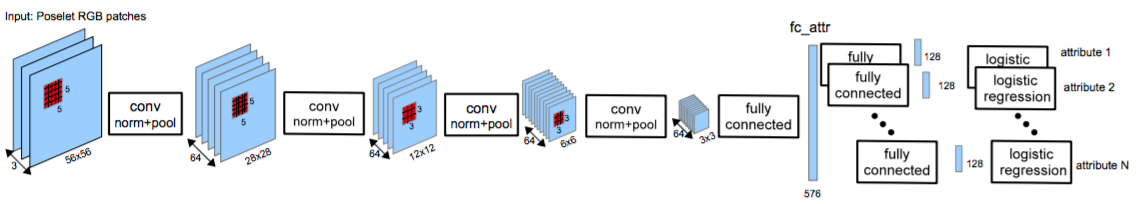 Input: Poselet RGB patches
3
56x56
5
5
conv
norm+pool
64
28x28
5
5
conv
norm+pool
64
12x12
3
3
conv
norm+pool
64
6x6
3
3
conv
norm+pool
64
3x3
fully
connected
fc_attr
576
fully
128
logistic
attribute 1
fully
connected
128
logistic
regression
attribute 2
fully
connected
128
logistic
regression
attribute N